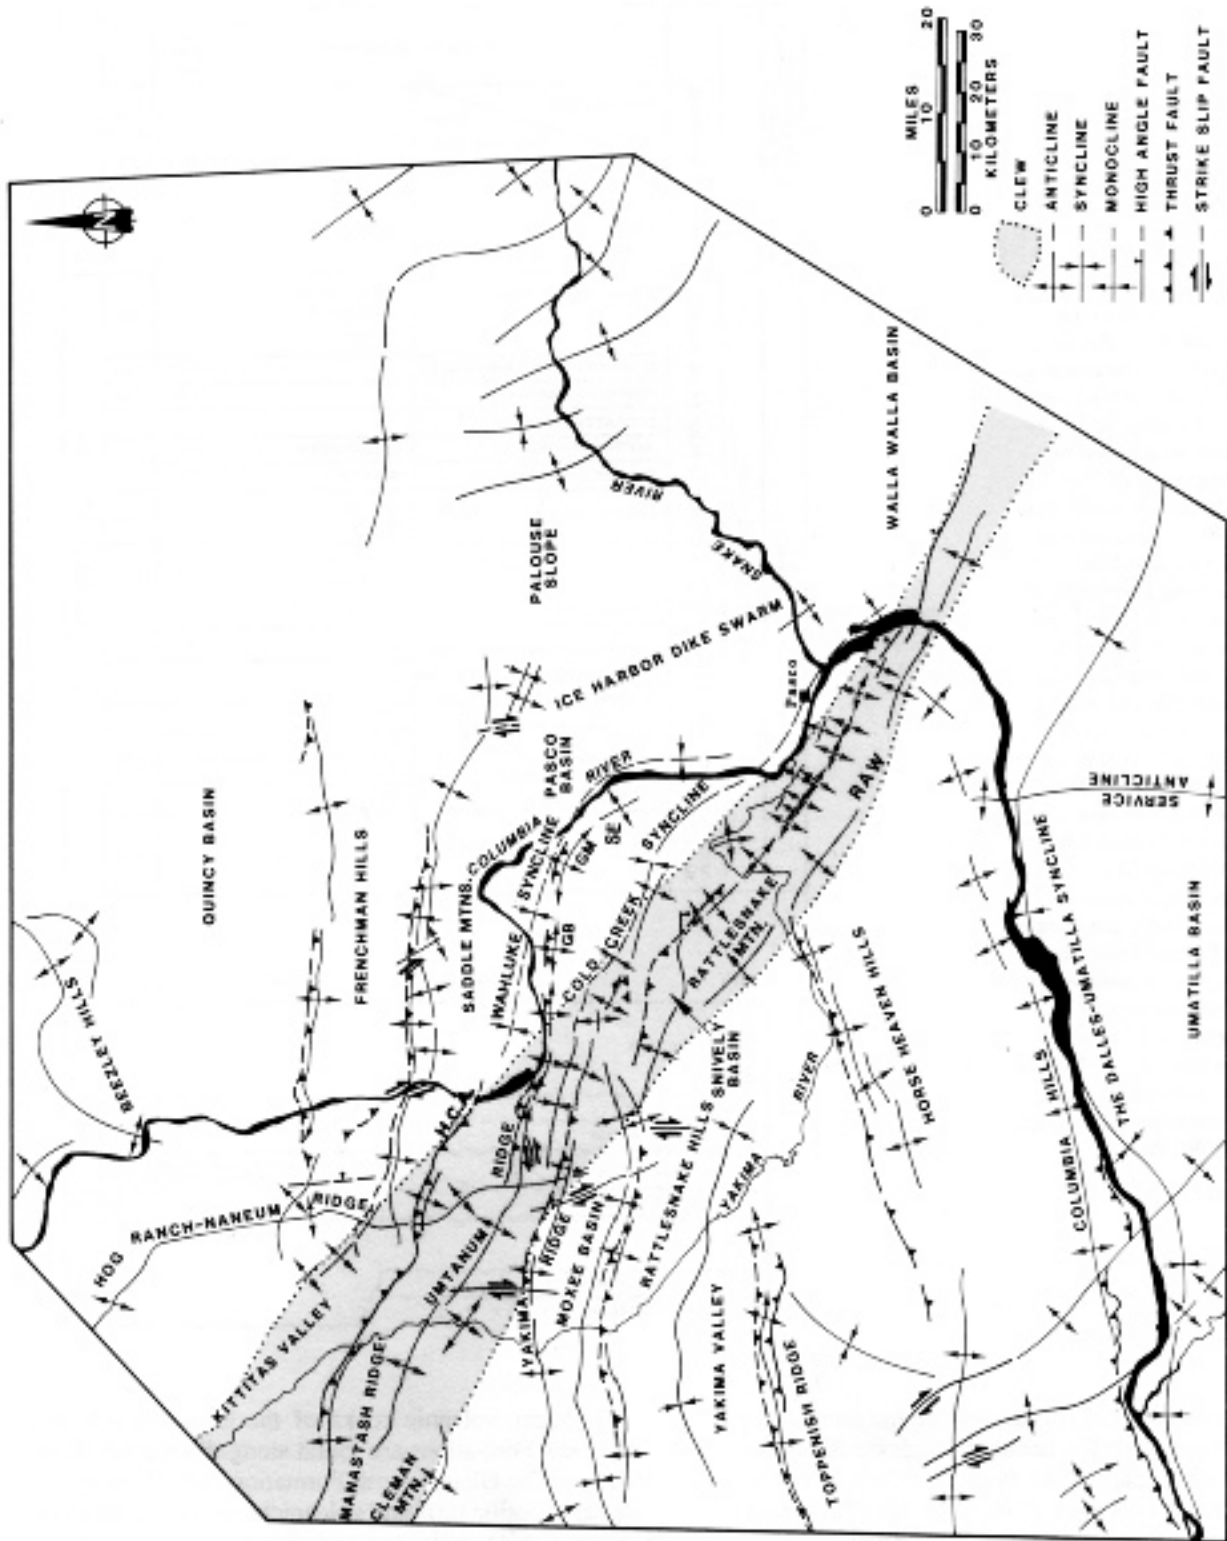 N
BEEZLEY HILLS
QUINCY BASIN
HOG RANCH-NANEUM RIDGE
FRENCHMAN HILLS
KITTITAS VALLEY
H.C.
SADDLE MTNS.
MANASTASH RIDGE
UMTANUM RIDGE
WAHLUKE SYNCLINE
COLUMBIA RIVER
PASCO BASIN
PALOUSE SLOPE
CLEMAN MTN.
YAKIMA RIDGE
GB
GM
SE
ICE HARBOR DIKE SWARM
MOXEE BASIN
COLD CREEK SYNCLINE
SNAKE RIVER
RATTLESNAKE HILLS
SNIVELY BASIN
RATTLESNAKE MTN.
YAKIMA VALLEY
YAKIMA RIVER
Pasco
RAW
WALLA WALLA BASIN
TOPPENISH RIDGE
HORSE HEAVEN HILLS
COLUMBIA HILLS
THE DALLES-UMATILLA SYNCLINE
SERVICE ANTICLINE
UMATILLA BASIN
MILES
0 10 20
0 10 20 30
KILOMETERS
CLEW
ANTICLINE
SYNCLINE
MONOCLINE
HIGH ANGLE FAULT
THRUST FAULT
STRIKE SLIP FAULT